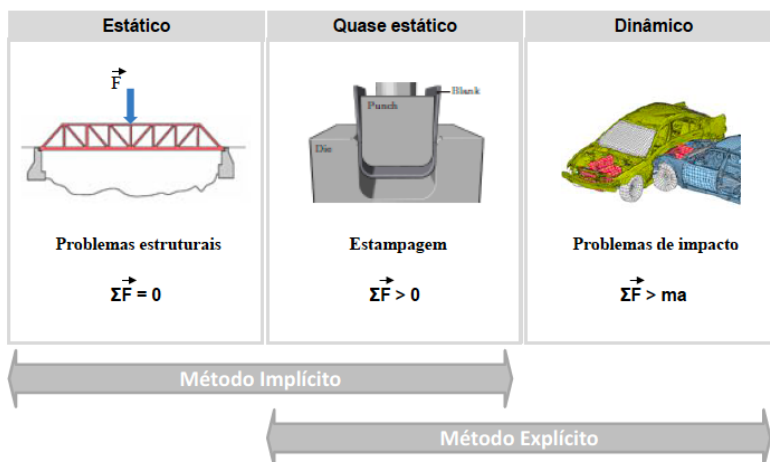 Estático
Quase estático
Dinâmico
F
Punch
Blank
Die
Problemas estruturais
Estampagem
Problemas de impacto
ΣF = 0
ΣF > 0
ΣF > ma
Método Implícito
Método Explícito